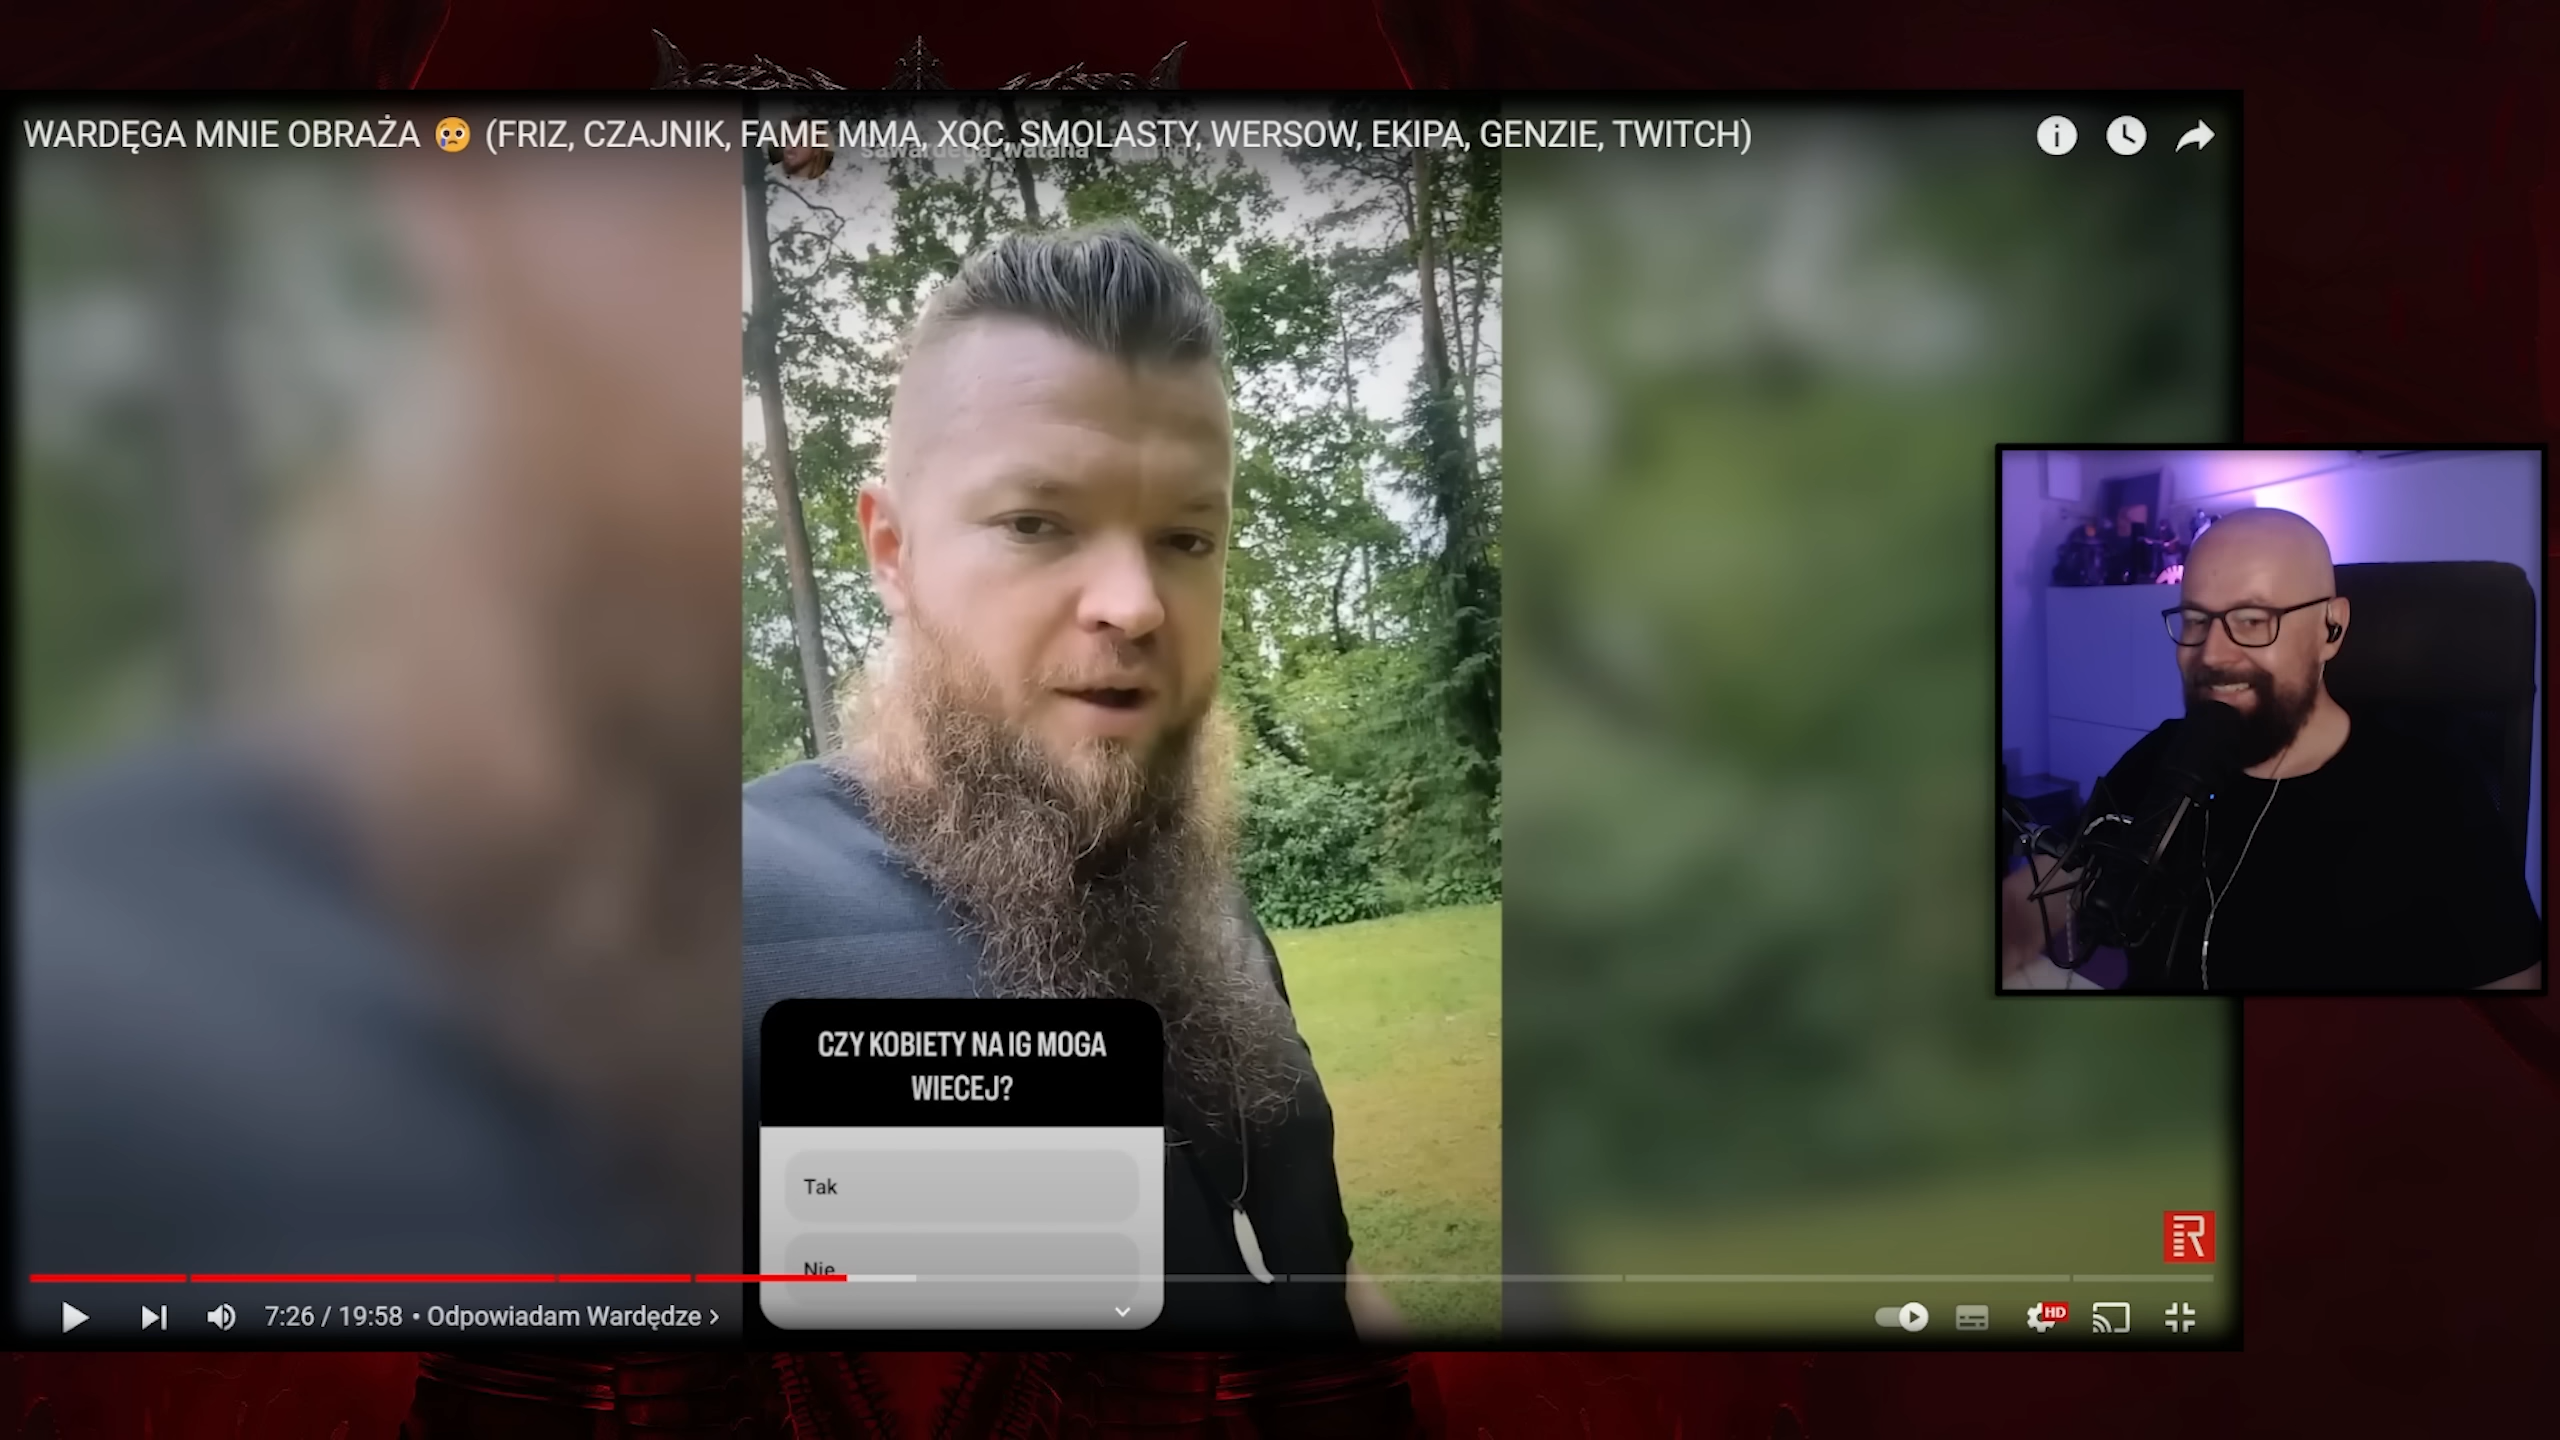 WARDĘGA MNIE OBRAŻA 😢 (FRIZ, CZAJNIK, FAME MMA, XQC, SMOLASTY, WERSOW, EKIPA, GENZIE, TWITCH)
sawardega_wataha
CZY KOBIETY NA IG MOGA
WIECEJ?
Tak
Nie
R
7:26 / 19:58 • Odpowiadam Wardędze ›
HD